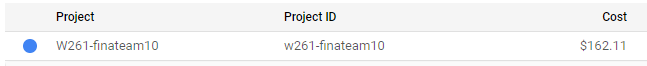 Project Project ID Cost
W261-finateam10 w261-finateam10 $162.11